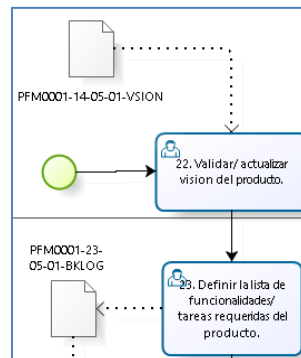 PFM0001-14-05-01-VSION
22. Validar/ actualizar
vision del producto.
PFM0001-23-
05-01-BKLOG
23. Definir la lista de
funcionalidades/
tareas requeridas del
producto.